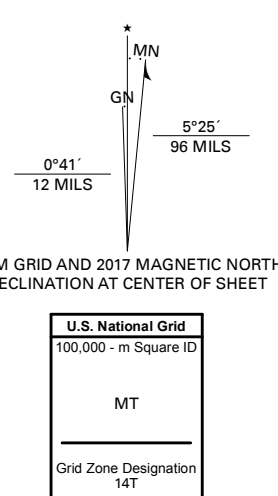 MN
GN
5°25´
96 MILS
0°41´
12 MILS
M GRID AND 2017 MAGNETIC NORTH
ECLINATION AT CENTER OF SHEET
U.S. National Grid
100,000 - m Square ID
MT
Grid Zone Designation
14T